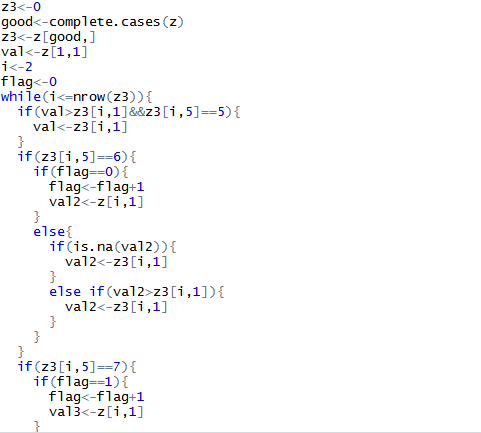 z3<-0
good<-complete.cases(z)
z3<-z[good,]
val<-z[1,1]
i<-2
flag<-0
while(i<=nrow(z3)){
  if(val>z3[i,1]&&z3[i,5]==5){
    val<-z3[i,1]
  }
  if(z3[i,5]==6){
    if(flag==0){
      flag<-flag+1
      val2<-z[i,1]
    }
    else{
      if(is.na(val2)){
        val2<-z3[i,1]
      }
      else if(val2>z3[i,1]){
        val2<-z3[i,1]
      }
    }
  }
  if(z3[i,5]==7){
    if(flag==1){
      flag<-flag+1
      val3<-z[i,1]
    }